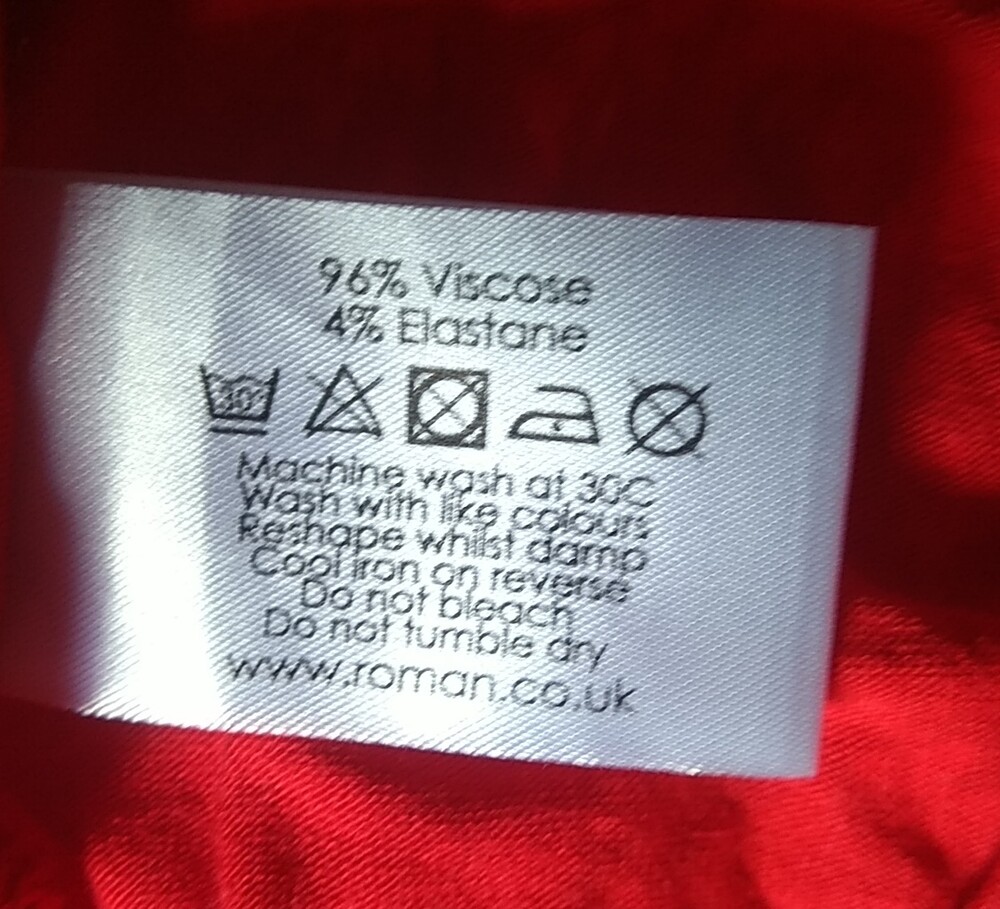 96% Viscose
4% Elastane
30°
Machine wash at 30C
Wash with like colours
Reshape whilst damp
Cool iron on reverse
Do not bleach
Do not tumble dry
www.roman.co.uk